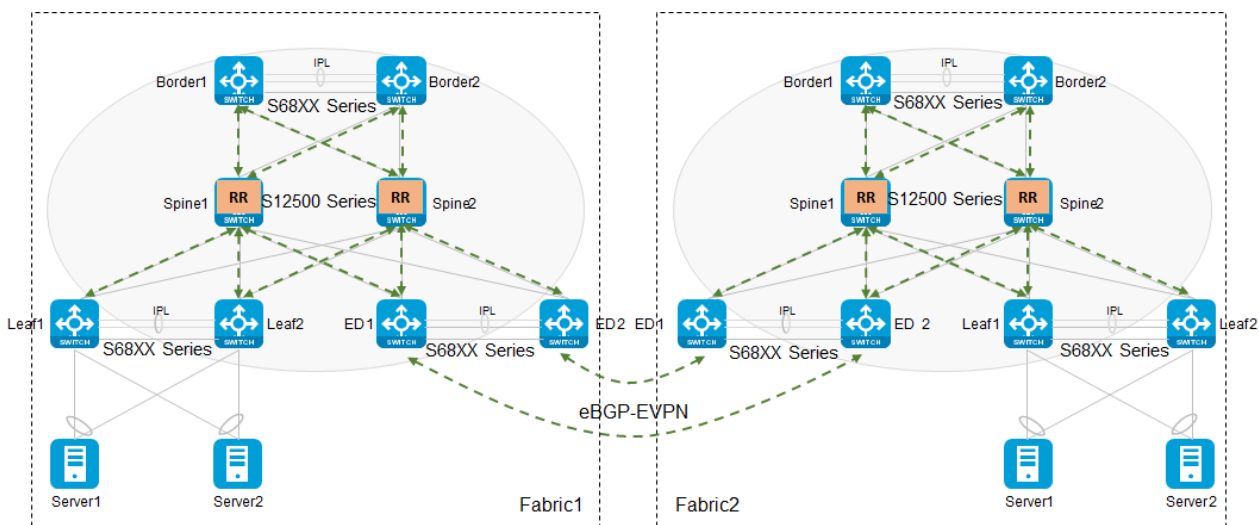 IPL
Border1
Border2
SWITCH
SWITCH
S68XX Series
RR
S12500 Series
RR
Spine1
Spine2
SWITCH
SWITCH
IPL
IPL
Leaf1
Leaf2
ED1
ED2
SWITCH
SWITCH
SWITCH
SWITCH
S68XX Series
S68XX Series
Server1
Server2
Fabric1
eBGP-EVPN
IPL
Border1
Border2
SWITCH
SWITCH
S68XX Series
RR
S12500 Series
RR
Spine1
Spine2
SWITCH
SWITCH
IPL
IPL
ED1
ED 2
Leaf1
Leaf2
SWITCH
SWITCH
SWITCH
SWITCH
S68XX Series
S68XX Series
Server1
Server2
Fabric2